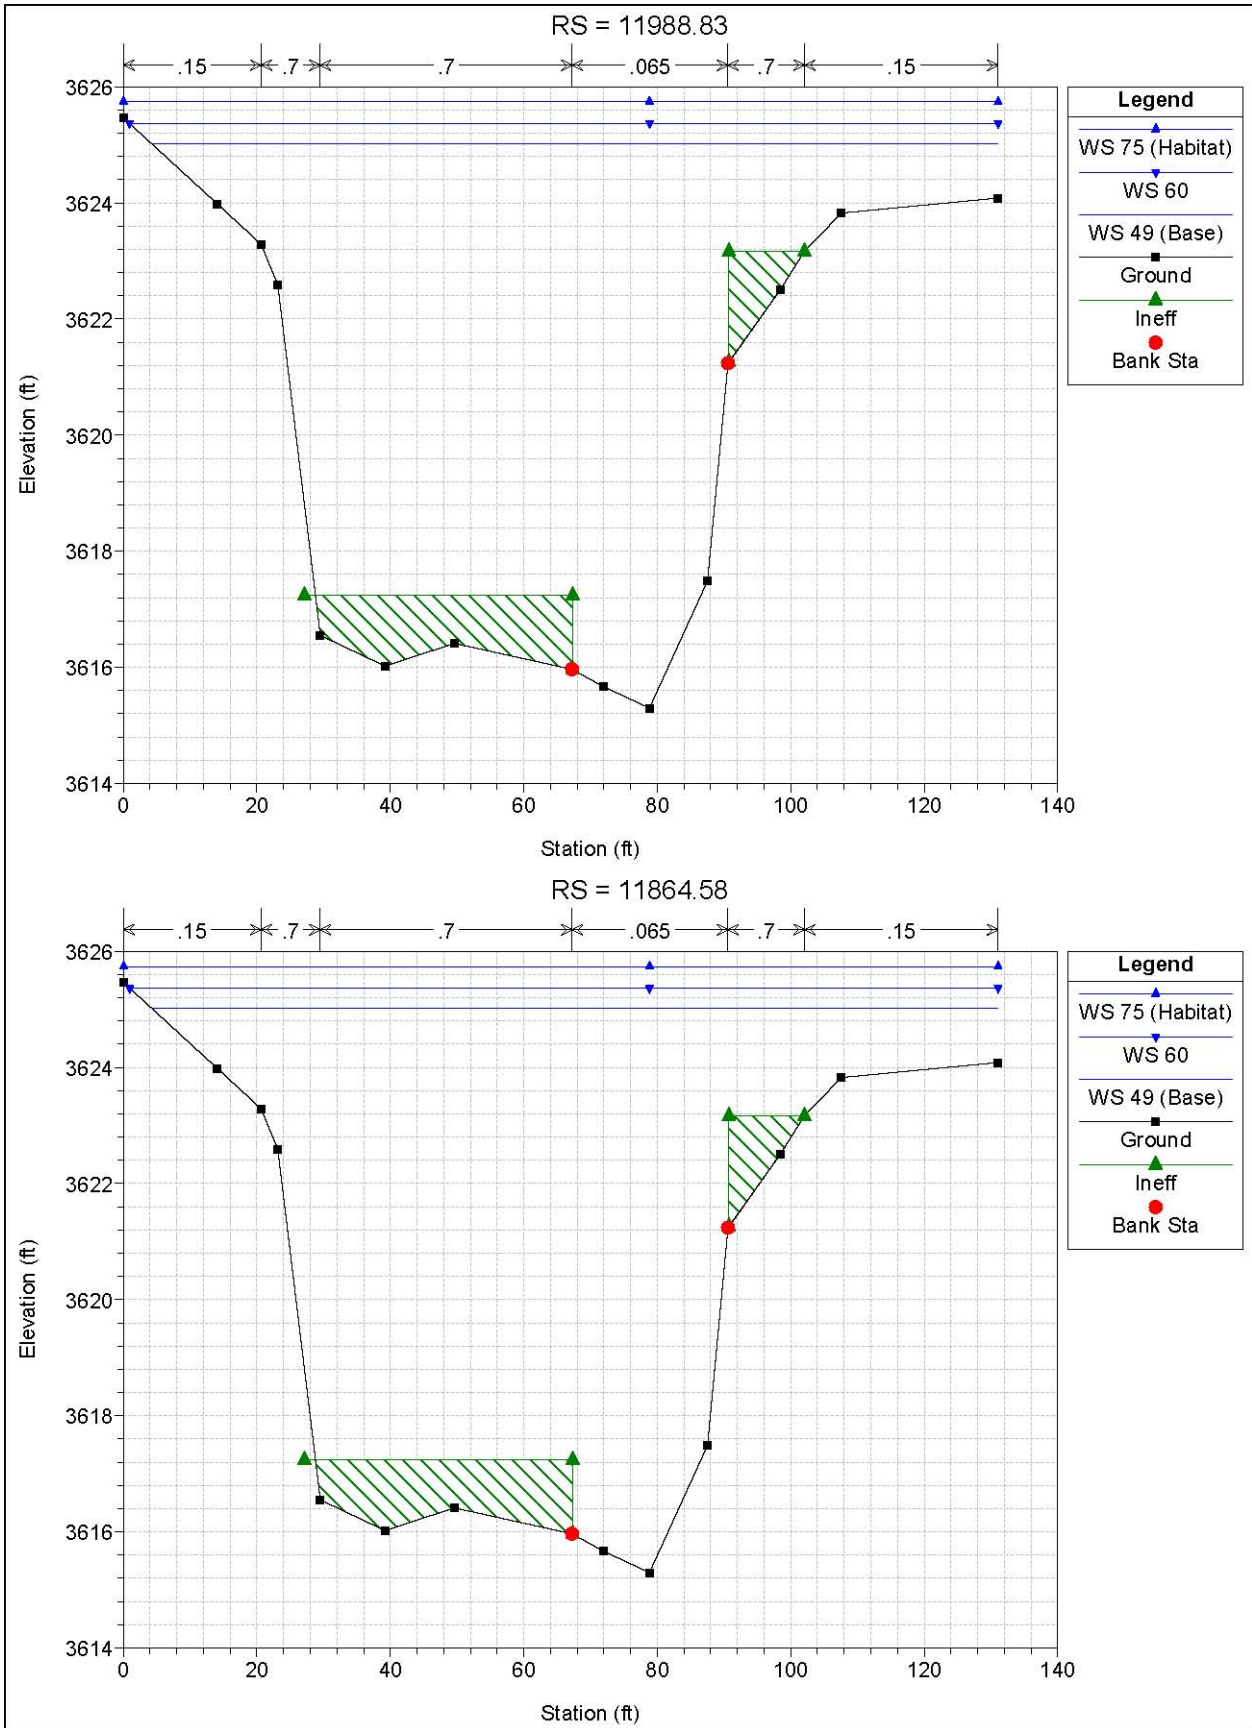 RS = 11988.83
.15 .7 .7 .065 .7 .15
3626
3624
3622
3620
3618
3616
3614
Elevation (ft)
0 20 40 60 80 100 120 140
Station (ft)
Legend
WS 75 (Habitat)
WS 60
WS 49 (Base)
Ground
Ineff
Bank Sta
RS = 11864.58
.15 .7 .7 .065 .7 .15
3626
3624
3622
3620
3618
3616
3614
Elevation (ft)
0 20 40 60 80 100 120 140
Station (ft)
Legend
WS 75 (Habitat)
WS 60
WS 49 (Base)
Ground
Ineff
Bank Sta